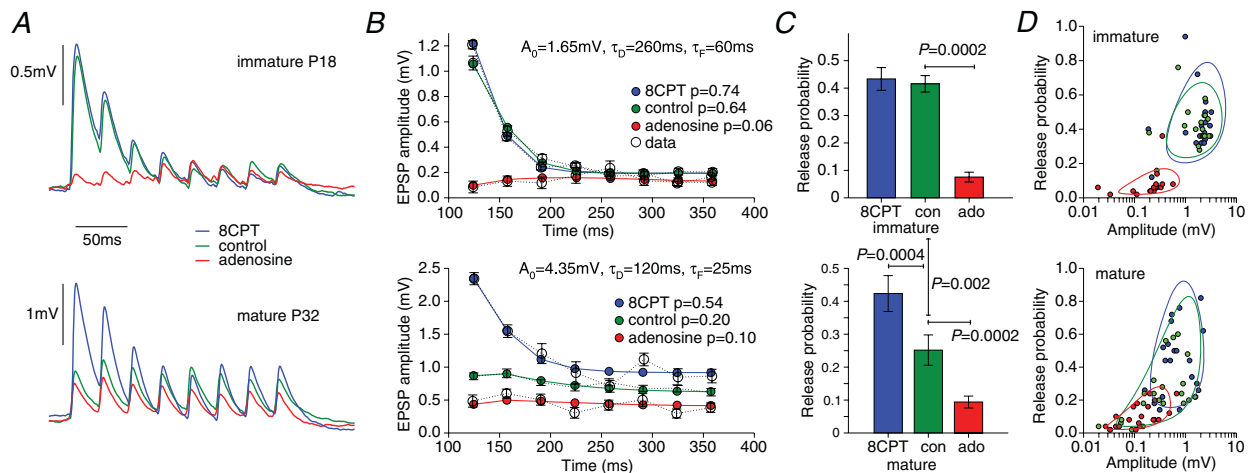 A
immature P18
0.5mV
50ms
8CPT
control
adenosine
mature P32
1mV
B
A0=1.65mV, τD=260ms, τF=60ms
8CPT p=0.74
control p=0.64
adenosine p=0.06
data
EPSP amplitude (mV)
1.2
1.0
0.8
0.6
0.4
0.2
0.0
100 150 200 250 300 350 400
Time (ms)
A0=4.35mV, τD=120ms, τF=25ms
8CPT p=0.54
control p=0.20
adenosine p=0.10
EPSP amplitude (mV)
2.5
2.0
1.5
1.0
0.5
0.0
100 150 200 250 300 350 400
Time (ms)
C
P=0.0002
Release probability
0.4
0.3
0.2
0.1
0
8CPT con ado
immature
P=0.0004
P=0.002
P=0.0002
Release probability
0.5
0.4
0.3
0.2
0.1
0
8CPT con ado
mature
D
immature
Release probability
1.0
0.8
0.6
0.4
0.2
0.0
0.01 0.1 1 10
Amplitude (mV)
mature
Release probability
1.0
0.8
0.6
0.4
0.2
0.0
0.01 0.1 1 10
Amplitude (mV)